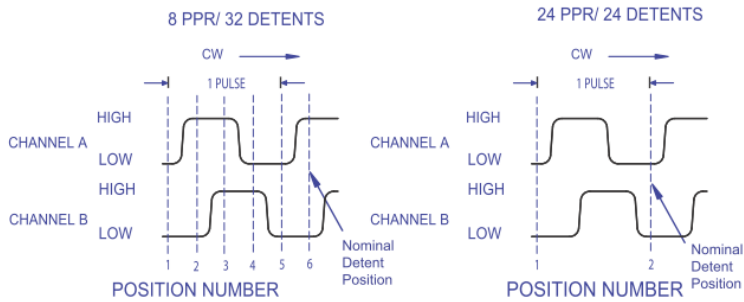 8 PPR/ 32 DETENTS
CW
1 PULSE
HIGH
CHANNEL A
LOW
HIGH
CHANNEL B
LOW
1 2 3 4 5 6
Nominal
Detent
Position
POSITION NUMBER
24 PPR/ 24 DETENTS
CW
1 PULSE
HIGH
CHANNEL A
LOW
HIGH
CHANNEL B
LOW
1 2
Nominal
Detent
Position
POSITION NUMBER